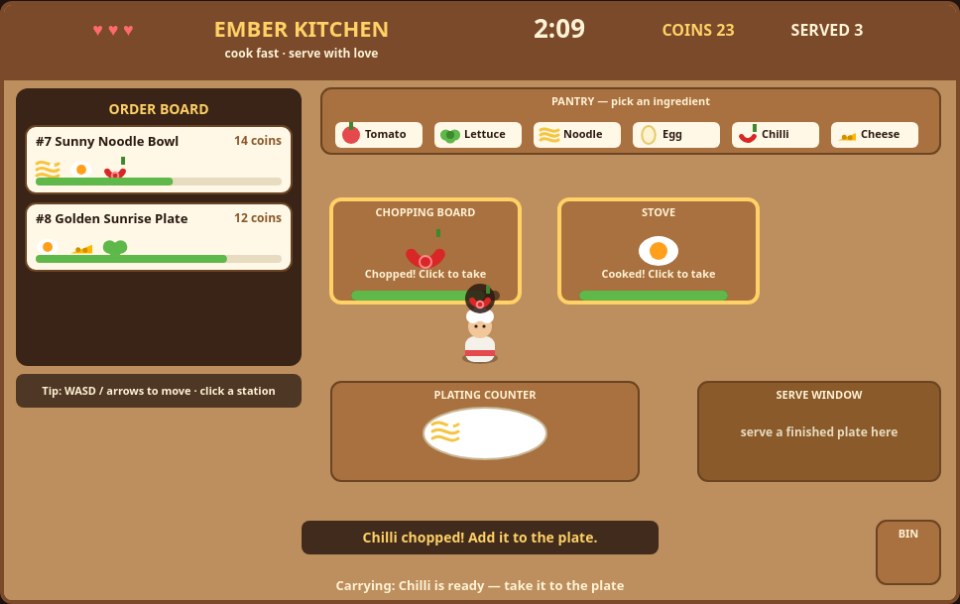 ♥ ♥ ♥
EMBER KITCHEN
cook fast · serve with love
2:09
COINS 23
SERVED 3
ORDER BOARD
#7 Sunny Noodle Bowl
14 coins
#8 Golden Sunrise Plate
12 coins
Tip: WASD / arrows to move · click a station
PANTRY — pick an ingredient
Tomato
Lettuce
Noodle
Egg
Chilli
Cheese
CHOPPING BOARD
Chopped! Click to take
STOVE
Cooked! Click to take
PLATING COUNTER
SERVE WINDOW
serve a finished plate here
Chilli chopped! Add it to the plate.
BIN
Carrying: Chilli is ready — take it to the plate